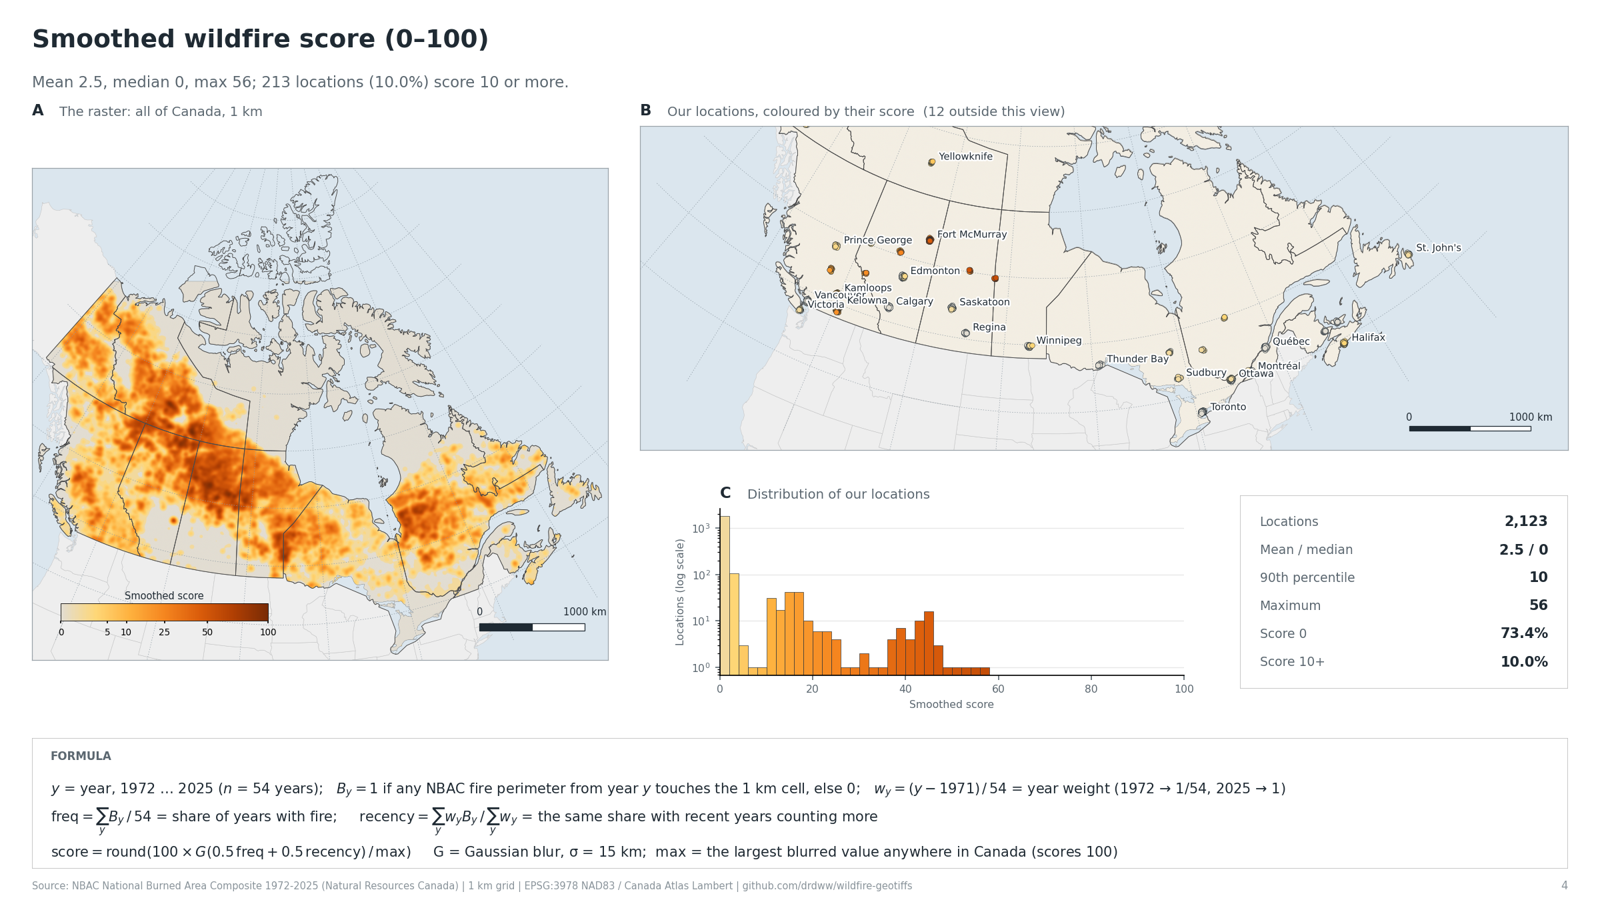 Smoothed wildfire score (0–100)
Mean 2.5, median 0, max 56; 213 locations (10.0%) score 10 or more.
A The raster: all of Canada, 1 km
Smoothed score
0 5 10 25 50 100
0 1000 km
B Our locations, coloured by their score (12 outside this view)
Yellowknife
Prince George
Fort McMurray
St. John's
Edmonton
Kamloops
Vancouver
Victoria
Kelowna
Calgary
Saskatoon
Regina
Winnipeg
Thunder Bay
Sudbury
Ottawa
Montréal
Québec
Halifax
Toronto
0 1000 km
C Distribution of our locations
Locations (log scale)
10³
10²
10¹
10⁰
0 20 40 60 80 100
Smoothed score
Locations 2,123
Mean / median 2.5 / 0
90th percentile 10
Maximum 56
Score 0 73.4%
Score 10+ 10.0%
FORMULA
y = year, 1972 … 2025 (n = 54 years); B_y = 1 if any NBAC fire perimeter from year y touches the 1 km cell, else 0; w_y = (y − 1971) / 54 = year weight (1972 → 1/54, 2025 → 1)
freq = ∑_y B_y / 54 = share of years with fire; recency = ∑_y w_y B_y / ∑_y w_y = the same share with recent years counting more
score = round(100 × G(0.5 freq + 0.5 recency) / max) G = Gaussian blur, σ = 15 km; max = the largest blurred value anywhere in Canada (scores 100)
Source: NBAC National Burned Area Composite 1972-2025 (Natural Resources Canada) | 1 km grid | EPSG:3978 NAD83 / Canada Atlas Lambert | github.com/drdww/wildfire-geotiffs
4